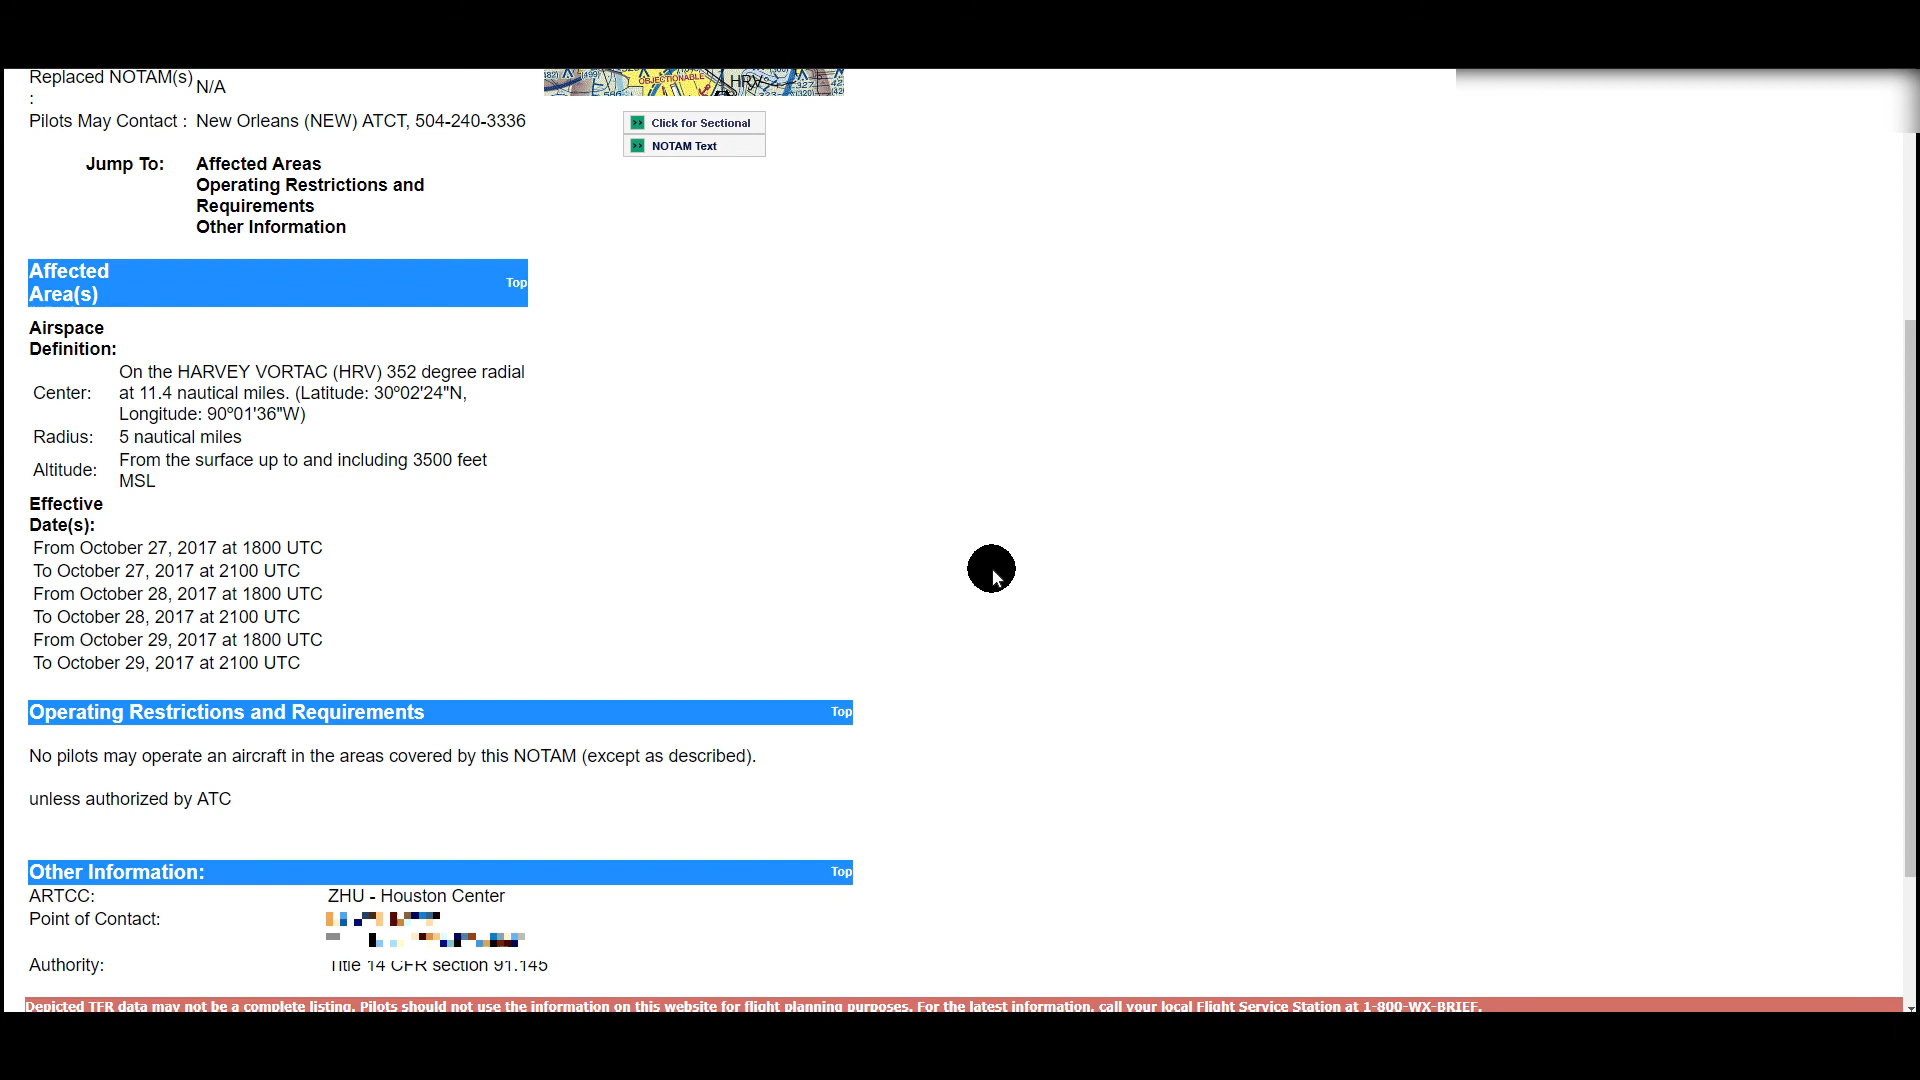 Replaced NOTAM(s)
:
N/A
OBJECTIONABLE
HRV
Pilots May Contact : New Orleans (NEW) ATCT, 504-240-3336
Click for Sectional
NOTAM Text
Jump To: Affected Areas
Operating Restrictions and
Requirements
Other Information
Affected
Area(s)
Top
Airspace
Definition:
Center: On the HARVEY VORTAC (HRV) 352 degree radial
at 11.4 nautical miles. (Latitude: 30º02'24"N,
Longitude: 90º01'36"W)
Radius: 5 nautical miles
Altitude: From the surface up to and including 3500 feet
MSL
Effective
Date(s):
From October 27, 2017 at 1800 UTC
To October 27, 2017 at 2100 UTC
From October 28, 2017 at 1800 UTC
To October 28, 2017 at 2100 UTC
From October 29, 2017 at 1800 UTC
To October 29, 2017 at 2100 UTC
Operating Restrictions and Requirements Top
No pilots may operate an aircraft in the areas covered by this NOTAM (except as described).
unless authorized by ATC
Other Information: Top
ARTCC: ZHU - Houston Center
Point of Contact:
Authority: Title 14 CFR section 91.145
Depicted TFR data may not be a complete listing. Pilots should not use the information on this website for flight planning purposes. For the latest information, call your local Flight Service Station at 1-800-WX-BRIEF.